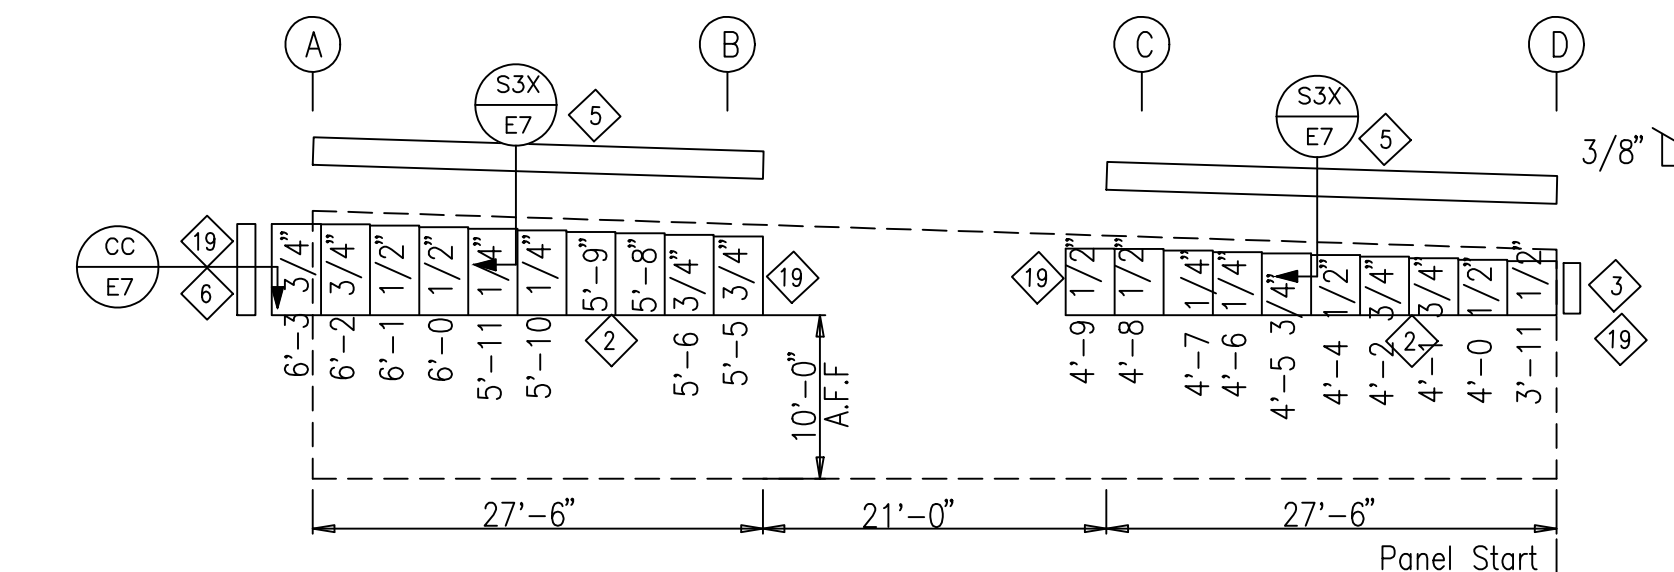 A
B
C
D
S3X
E7
5
S3X
E7
5
3/8”
CC
E7
19
6
6'-3 3/4”
6'-2 3/4”
6'-1 1/2”
6'-0 1/2”
5'-11 1/4”
5'-10 1/4”
5'-9”
5'-8”
5'-6 3/4”
5'-5 3/4”
19
2
19
4'-9 1/2”
4'-8 1/2”
4'-7 1/4”
4'-6 1/4”
4'-5 3/4”
4'-4 1/2”
4'-2 3/4”
4'-1 3/4”
4'-0 1/2”
3'-11 1/2”
2
3
19
10'-0”
A.F.F
27'-6”
21'-0”
27'-6”
Panel Start